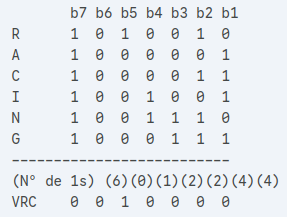 b7 b6 b5 b4 b3 b2 b1
R 1 0 1 0 0 1 0
A 1 0 0 0 0 0 1
C 1 0 0 0 0 1 1
I 1 0 0 1 0 0 1
N 1 0 0 1 1 1 0
G 1 0 0 0 1 1 1
--------------------------
(Nº de 1s) (6)(0)(1)(2)(2)(4)(4)
VRC 0 0 1 0 0 0 0